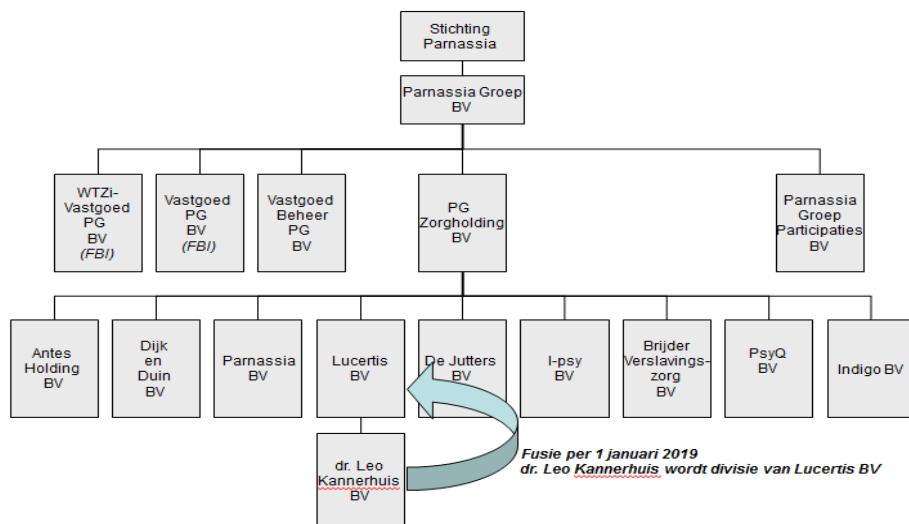 Stichting
Parnassia
Parnassia Groep
BV
WTZi-
Vastgoed
PG
BV
(FBI)
Vastgoed
PG
BV
(FBI)
Vastgoed
Beheer
PG
BV
PG
Zorgholding
BV
Parnassia
Groep
Participaties
BV
Antes
Holding
BV
Dijk
en
Duin
BV
Parnassia
BV
Lucertis
BV
De Jutters
BV
I-psy
BV
Brijder
Verslavings-
zorg
BV
PsyQ
BV
Indigo BV
dr. Leo
Kannerhuis
BV
Fusie per 1 januari 2019
dr. Leo Kannerhuis wordt divisie van Lucertis BV